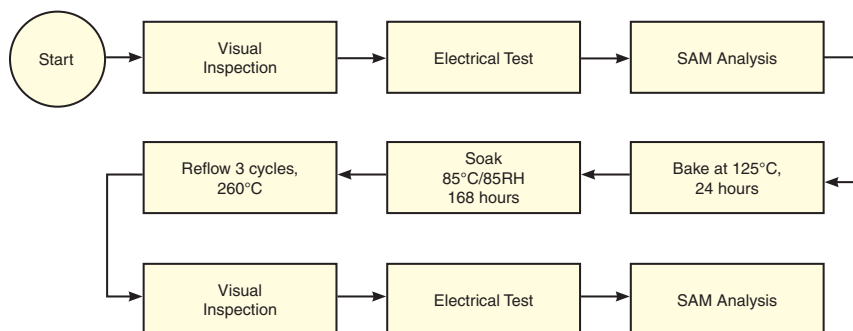 Start
Visual
Inspection
Electrical Test
SAM Analysis
Reflow 3 cycles,
260°C
Soak
85°C/85RH
168 hours
Bake at 125°C,
24 hours
Visual
Inspection
Electrical Test
SAM Analysis